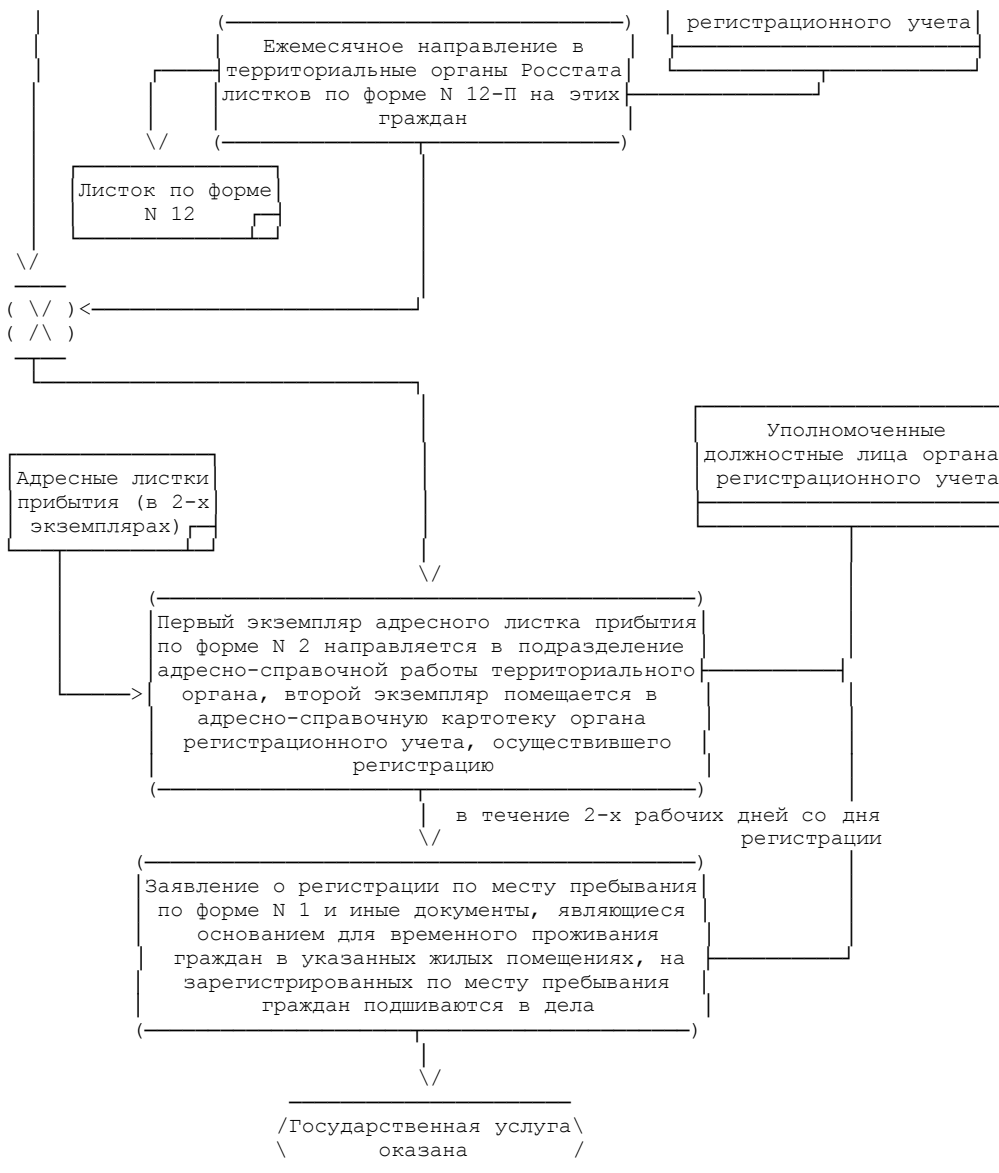 регистрационного учета
Ежемесячное направление в
территориальные органы Росстата
листков по форме N 12-П на этих
граждан
Листок по форме
N 12
Уполномоченные
должностные лица органа
регистрационного учета
Адресные листки
прибытия (в 2-х
экземплярах)
Первый экземпляр адресного листка прибытия
по форме N 2 направляется в подразделение
адресно-справочной работы территориального
органа, второй экземпляр помещается в
адресно-справочную картотеку органа
регистрационного учета, осуществившего
регистрацию
в течение 2-х рабочих дней со дня
регистрации
Заявление о регистрации по месту пребывания
по форме N 1 и иные документы, являющиеся
основанием для временного проживания
граждан в указанных жилых помещениях, на
зарегистрированных по месту пребывания
граждан подшиваются в дела
Государственная услуга
оказана